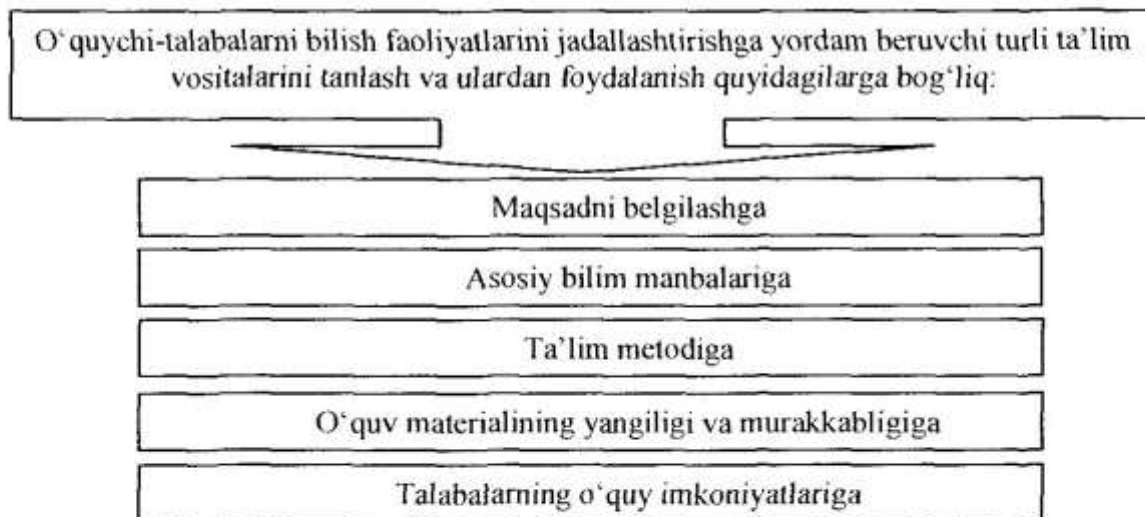 O‘quychi-talabalarni bilish faoliyatlarini jadallashtirishga yordam beruvchi turli ta’lim
vositalarini tanlash va ulardan foydalanish quyidagilarga bog‘liq:
Maqsadni belgilashga
Asosiy bilim manbalariga
Ta’lim metodiga
O‘quv materialining yangiligi va murakkabligiga
Talabalarning o‘quy imkoniyatlariga